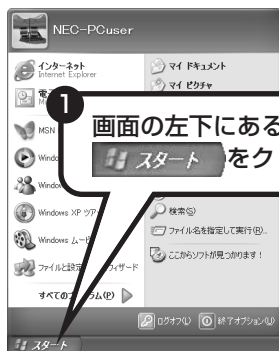 NEC-PCuser
インターネット
Internet Explorer
マイ ドキュメント
マイ ピクチャ
1
画面の左下にある
スタート をク
MSN
Windo
Windo
Windows XP ツア
Windows ムー
ファイルと設定 ウィザード
すべての ラム(P)
検索(S)
ファイル名を指定して実行(R)...
ここからソフトが見つかります!
ログオフ(L)
終了オプション(U)
スタート